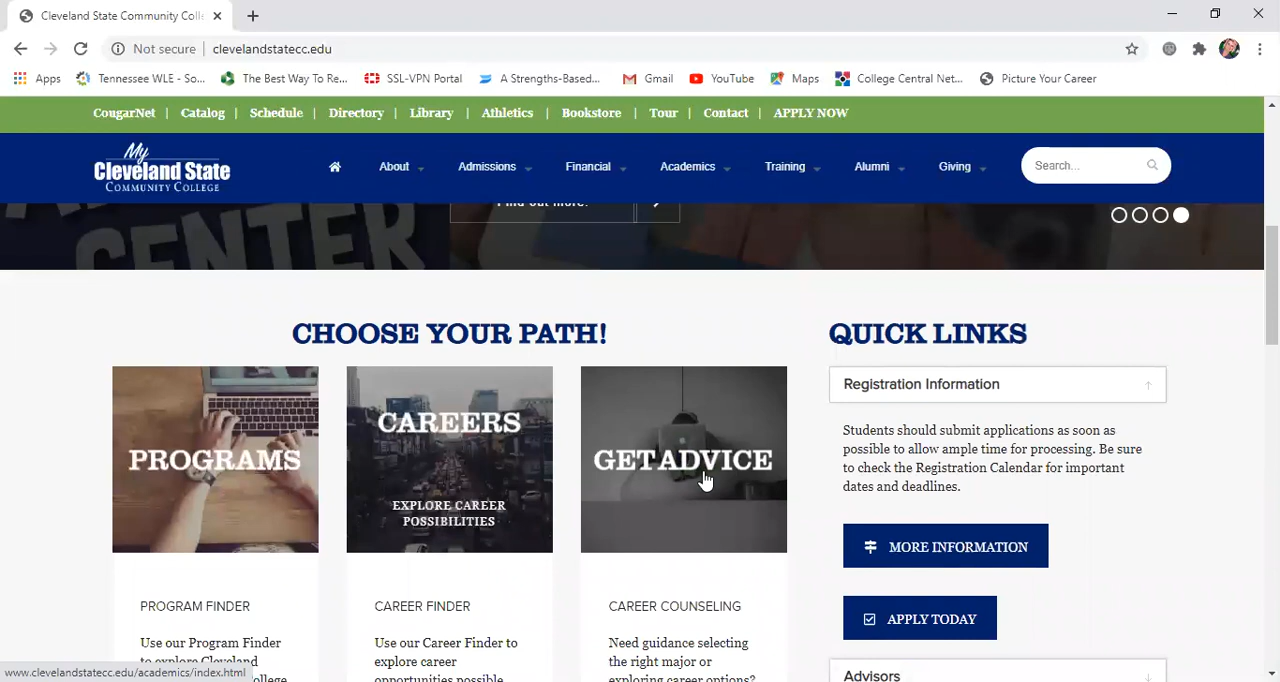 Cleveland State Community Coll
Not secure | clevelandstatecc.edu
Apps Tennessee WLE - So... The Best Way To Re... SSL-VPN Portal A Strengths-Based... Gmail YouTube Maps College Central Net... Picture Your Career
CougarNet | Catalog | Schedule | Directory | Library | Athletics | Bookstore | Tour | Contact | APPLY NOW
My
Cleveland State
COMMUNITY COLLEGE
About Admissions Financial Academics Training Alumni Giving Search...
Find out more!
CENTER
CHOOSE YOUR PATH!
PROGRAMS
CAREERS
EXPLORE CAREER
POSSIBILITIES
GET ADVICE
PROGRAM FINDER
Use our Program Finder
to explore Cleveland
College
CAREER FINDER
Use our Career Finder to
explore career
opportunities possible
CAREER COUNSELING
Need guidance selecting
the right major or
exploring career options?
QUICK LINKS
Registration Information
Students should submit applications as soon as
possible to allow ample time for processing. Be sure
to check the Registration Calendar for important
dates and deadlines.
MORE INFORMATION
APPLY TODAY
Advisors
www.clevelandstatecc.edu/academics/index.html